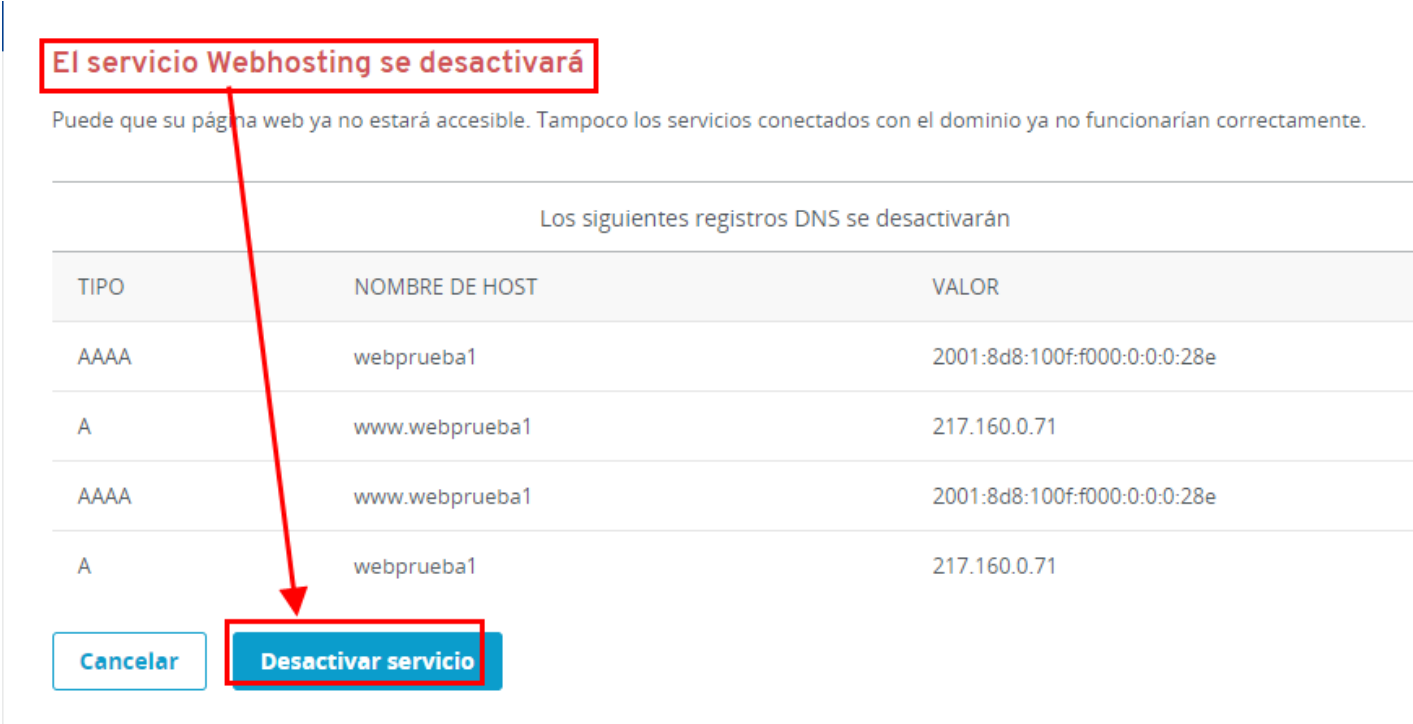 El servicio Webhosting se desactivará
Puede que su página web ya no estará accesible. Tampoco los servicios conectados con el dominio ya no funcionarían correctamente.
Los siguientes registros DNS se desactivarán
TIPO NOMBRE DE HOST VALOR
AAAA webprueba1 2001:8d8:100f:f000:0:0:0:28e
A www.webprueba1 217.160.0.71
AAAA www.webprueba1 2001:8d8:100f:f000:0:0:0:28e
A webprueba1 217.160.0.71
Cancelar Desactivar servicio